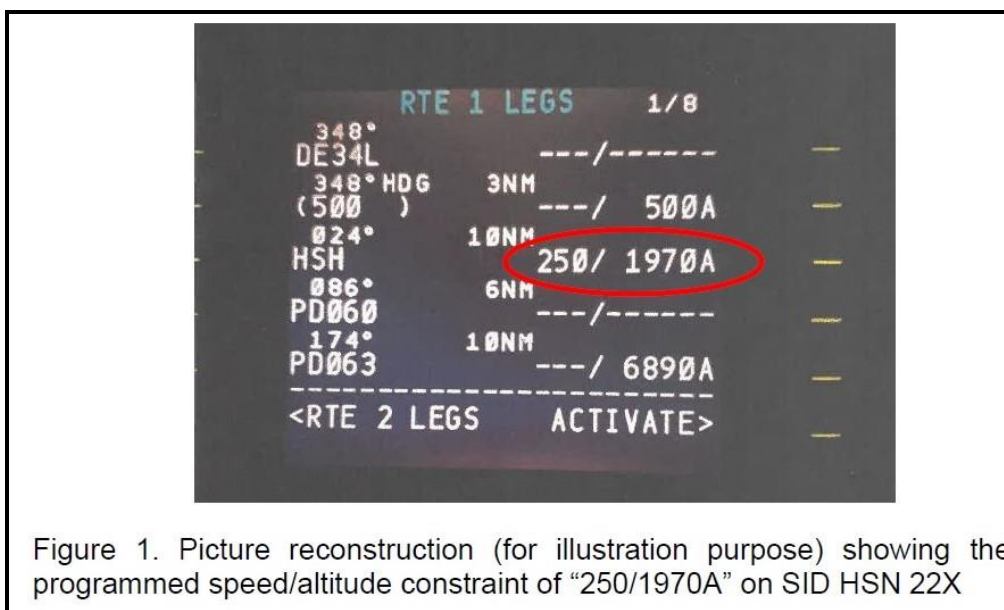 RTE 1 LEGS 1/8
348°
DE34L ---/------
348°HDG 3NM
(500 ) ---/ 500A
024° 10NM
HSH 250/ 1970A
086° 6NM
PD060 ---/------
174° 10NM
PD063 ---/ 6890A
--------------------------
<RTE 2 LEGS ACTIVATE>
Figure 1. Picture reconstruction (for illustration purpose) showing the
programmed speed/altitude constraint of “250/1970A” on SID HSN 22X